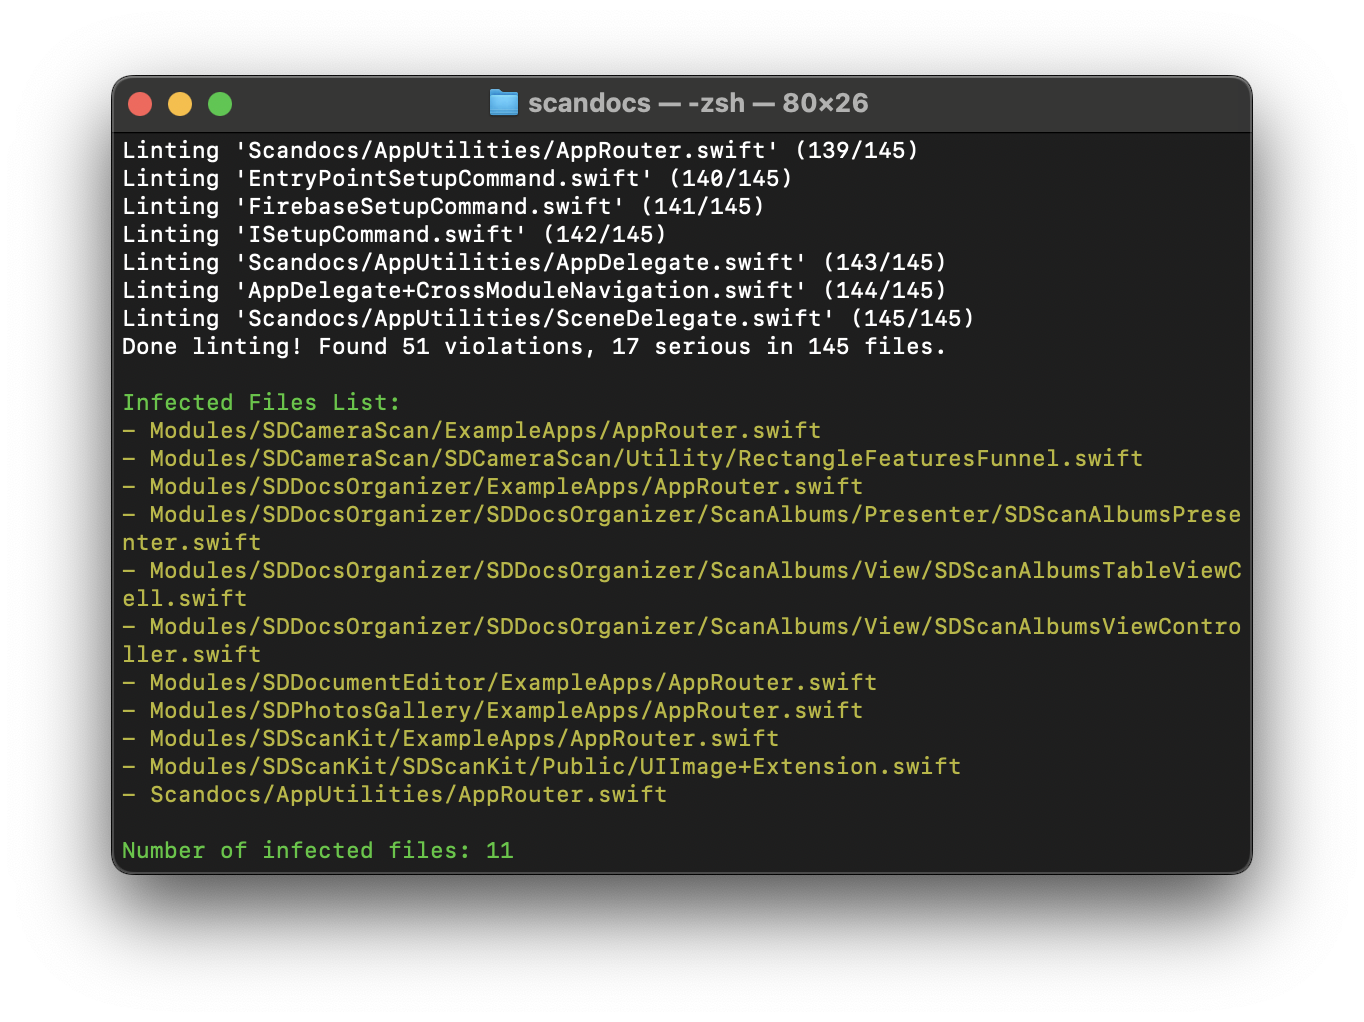 scandocs — -zsh — 80×26
Linting 'Scandocs/AppUtilities/AppRouter.swift' (139/145)
Linting 'EntryPointSetupCommand.swift' (140/145)
Linting 'FirebaseSetupCommand.swift' (141/145)
Linting 'ISetupCommand.swift' (142/145)
Linting 'Scandocs/AppUtilities/AppDelegate.swift' (143/145)
Linting 'AppDelegate+CrossModuleNavigation.swift' (144/145)
Linting 'Scandocs/AppUtilities/SceneDelegate.swift' (145/145)
Done linting! Found 51 violations, 17 serious in 145 files.
Infected Files List:
– Modules/SDCameraScan/ExampleApps/AppRouter.swift
– Modules/SDCameraScan/SDCameraScan/Utility/RectangleFeaturesFunnel.swift
– Modules/SDDocsOrganizer/ExampleApps/AppRouter.swift
– Modules/SDDocsOrganizer/SDDocsOrganizer/ScanAlbums/Presenter/SDScanAlbumsPrese
nter.swift
– Modules/SDDocsOrganizer/SDDocsOrganizer/ScanAlbums/View/SDScanAlbumsTableViewC
ell.swift
– Modules/SDDocsOrganizer/SDDocsOrganizer/ScanAlbums/View/SDScanAlbumsViewContro
ller.swift
– Modules/SDDocumentEditor/ExampleApps/AppRouter.swift
– Modules/SDPhotosGallery/ExampleApps/AppRouter.swift
– Modules/SDScanKit/ExampleApps/AppRouter.swift
– Modules/SDScanKit/SDScanKit/Public/UIImage+Extension.swift
– Scandocs/AppUtilities/AppRouter.swift
Number of infected files: 11